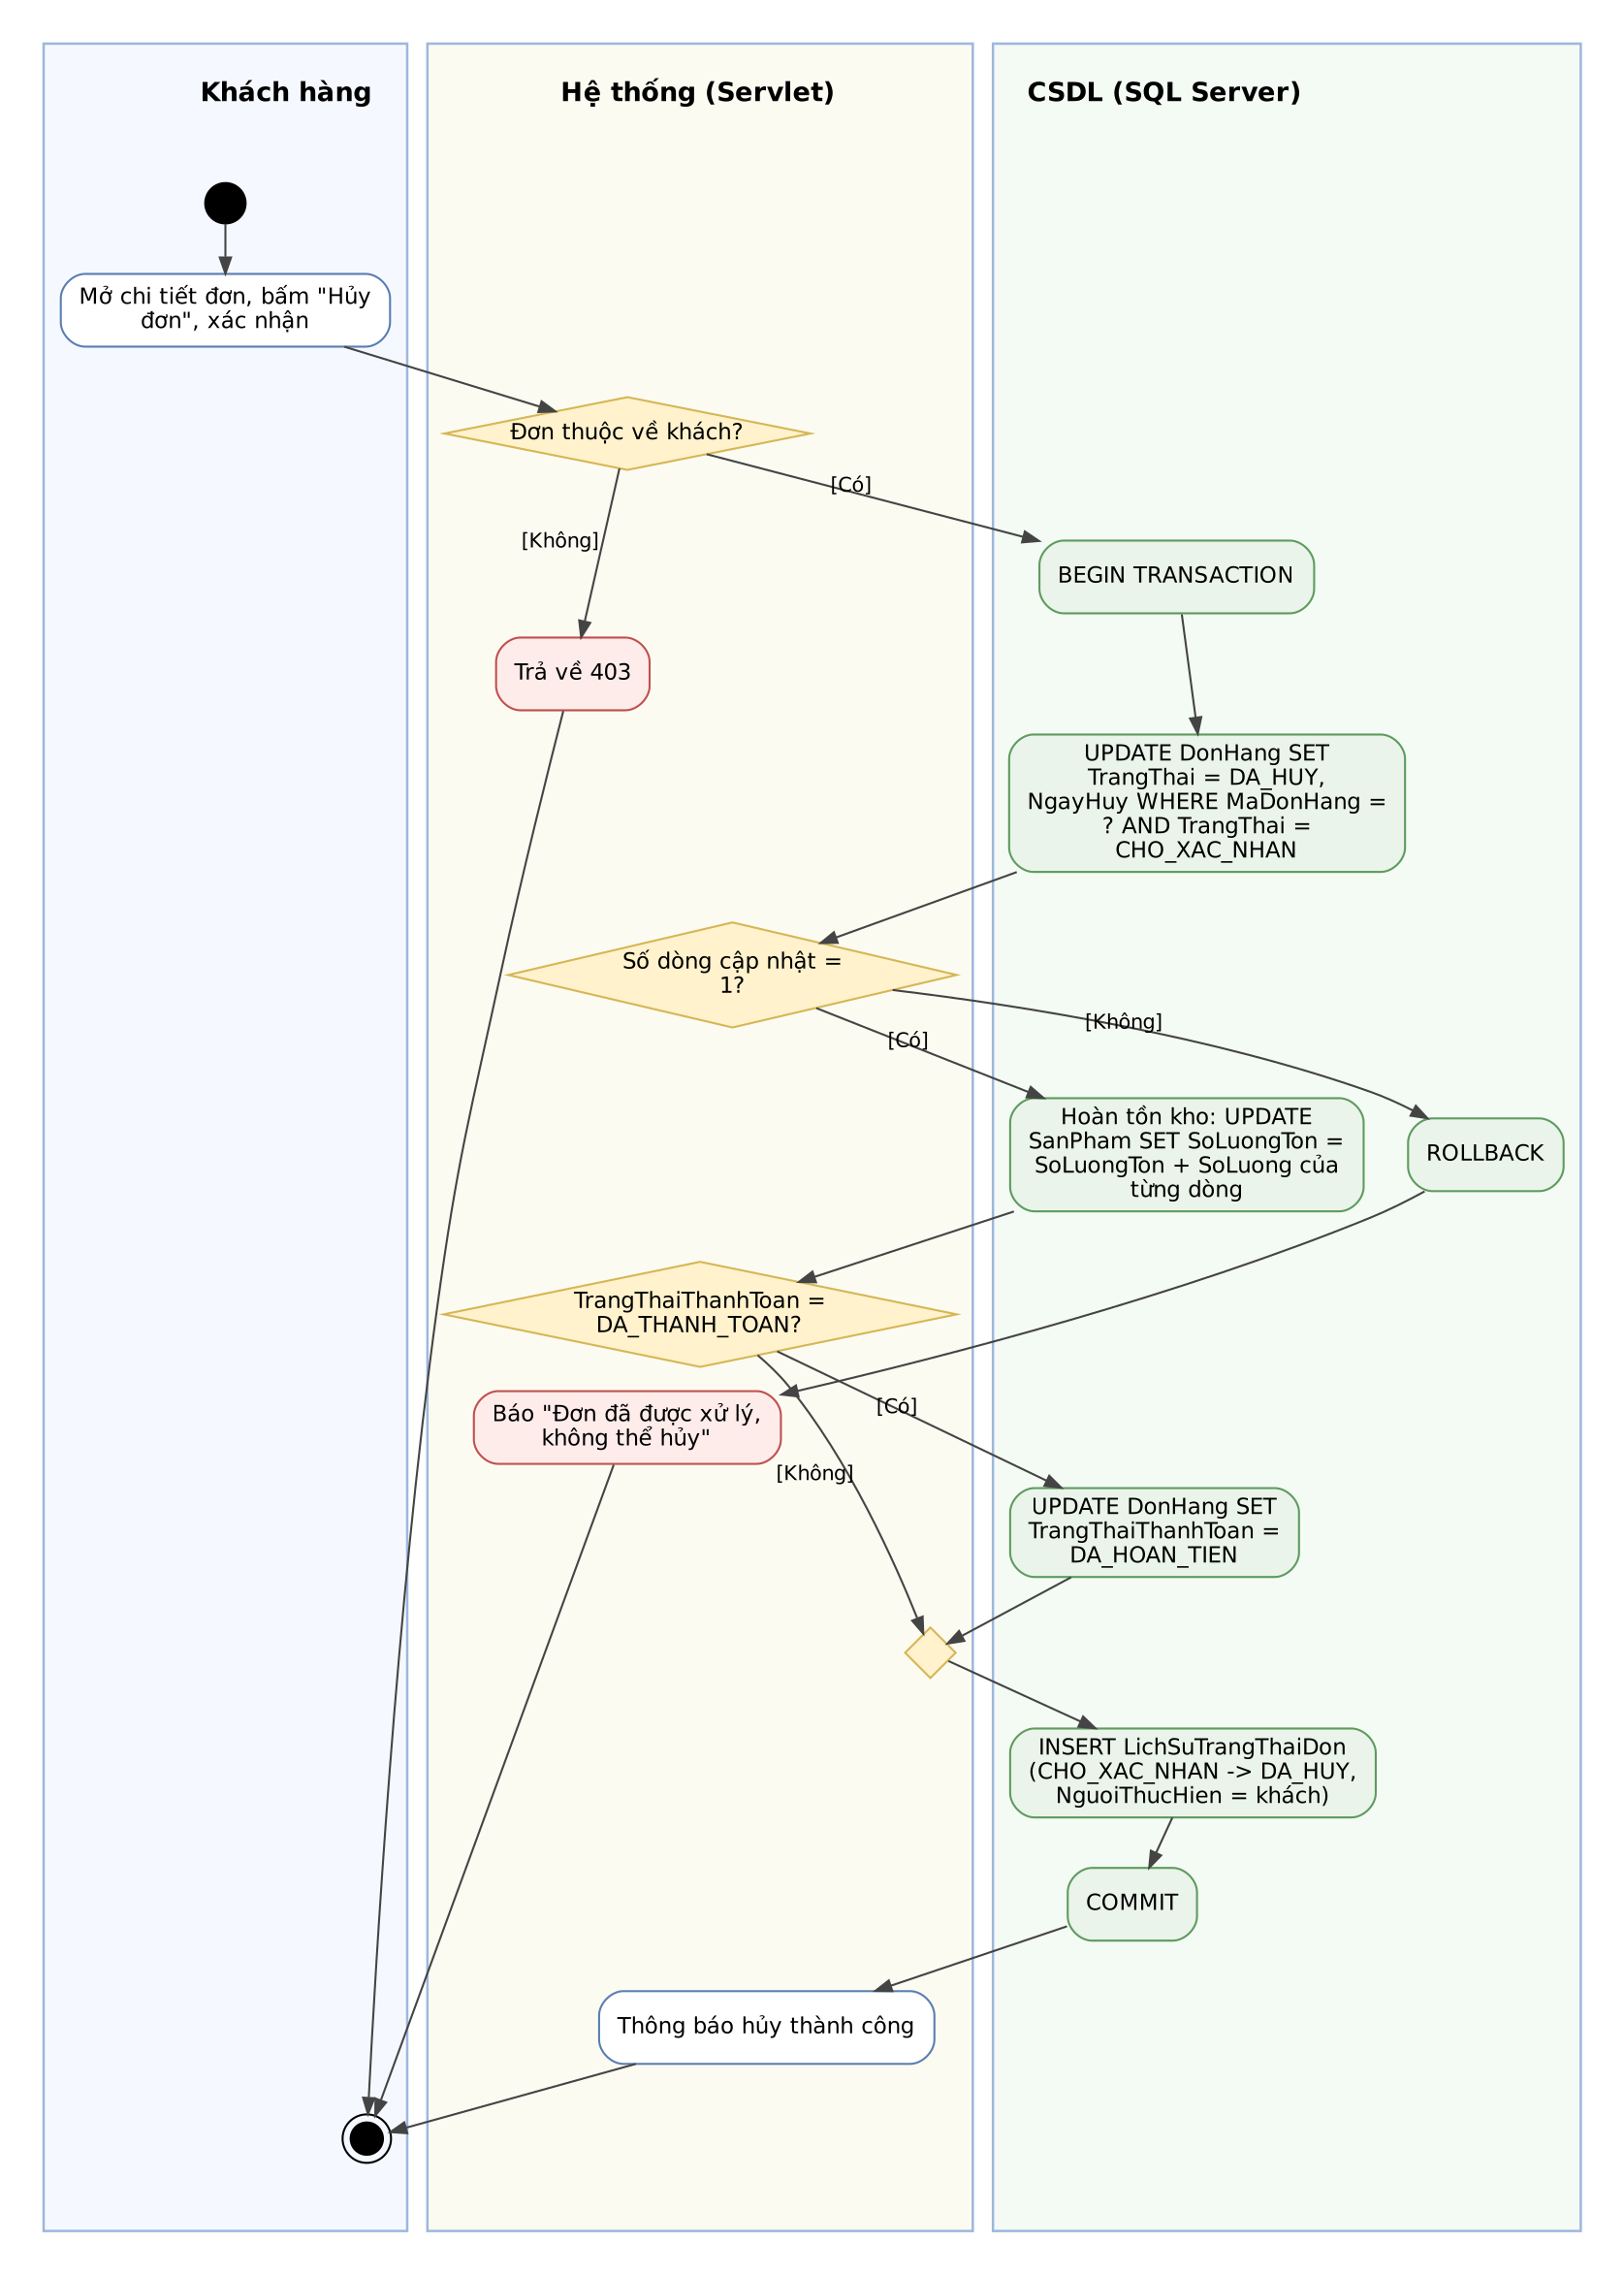 Khách hàng
Hệ thống (Servlet)
CSDL (SQL Server)
Mở chi tiết đơn, bấm "Hủy
đơn", xác nhận
Đơn thuộc về khách?
[Có]
[Không]
BEGIN TRANSACTION
Trả về 403
UPDATE DonHang SET
TrangThai = DA_HUY,
NgayHuy WHERE MaDonHang =
? AND TrangThai =
CHO_XAC_NHAN
Số dòng cập nhật =
1?
[Không]
[Có]
Hoàn tồn kho: UPDATE
SanPham SET SoLuongTon =
SoLuongTon + SoLuong của
từng dòng
ROLLBACK
TrangThaiThanhToan =
DA_THANH_TOAN?
Báo "Đơn đã được xử lý,
không thể hủy"
[Có]
[Không]
UPDATE DonHang SET
TrangThaiThanhToan =
DA_HOAN_TIEN
INSERT LichSuTrangThaiDon
(CHO_XAC_NHAN -> DA_HUY,
NguoiThucHien = khách)
COMMIT
Thông báo hủy thành công